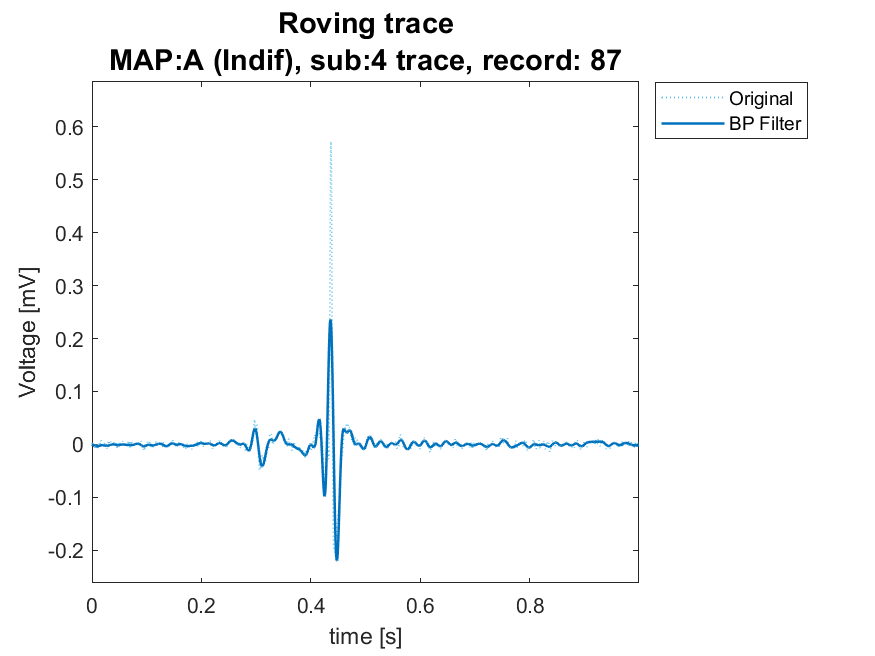 Roving trace
MAP:A (Indif), sub:4 trace, record: 87
Original
BP Filter
0.6
0.5
0.4
0.3
0.2
0.1
0
-0.1
-0.2
Voltage [mV]
0
0.2
0.4
0.6
0.8
time [s]